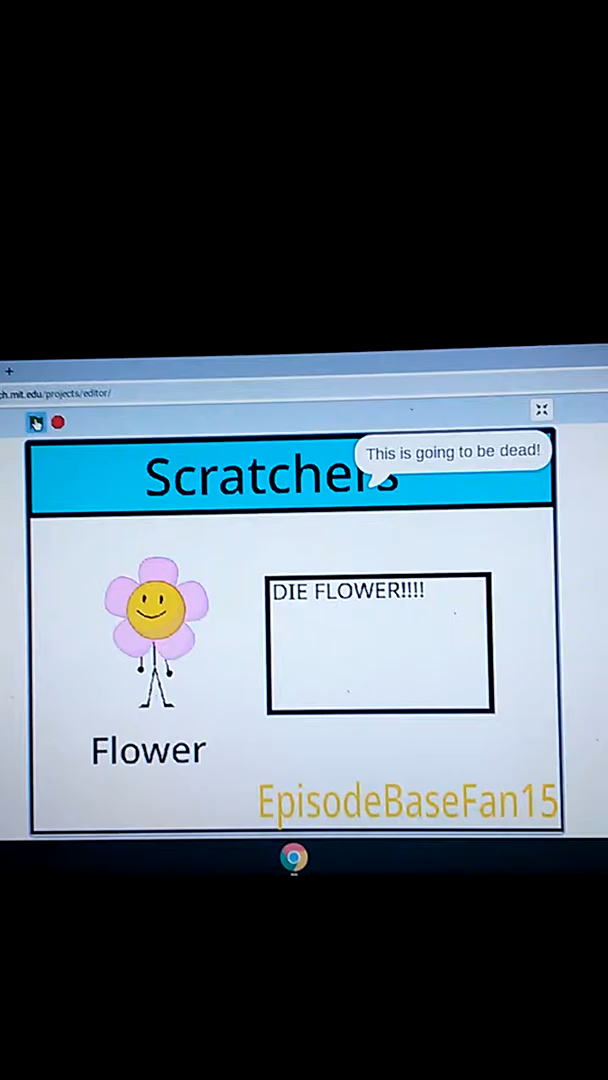 ch.mit.edu/projects/editor/
This is going to be dead!
Scratchers
DIE FLOWER!!!!
Flower
EpisodeBaseFan15